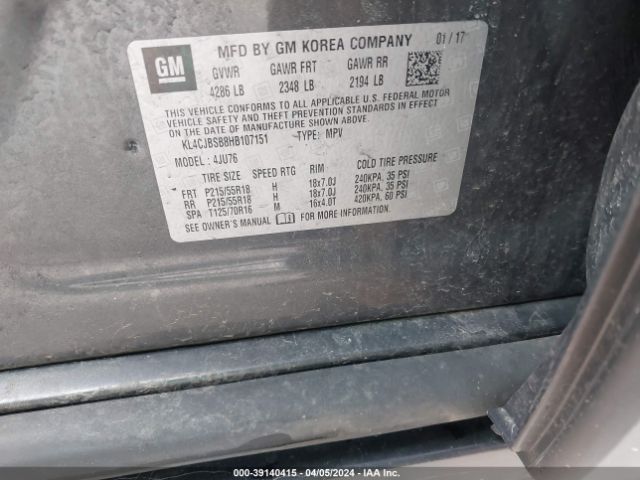 GM
MFD BY GM KOREA COMPANY 01/17
GVWR GAWR FRT GAWR RR
4286 LB 2348 LB 2194 LB
THIS VEHICLE CONFORMS TO ALL APPLICABLE U.S. FEDERAL MOTOR
VEHICLE SAFETY AND THEFT PREVENTION STANDARDS IN EFFECT
ON THE DATE OF MANUFACTURE SHOWN ABOVE.
KL4CJBSB8HB107151 TYPE: MPV
MODEL: 4JU76
TIRE SIZE SPEED RTG RIM COLD TIRE PRESSURE
FRT P215/55R18 H 18x7.0J 240KPA, 35 PSI
RR P215/55R18 H 18x7.0J 240KPA, 35 PSI
SPA T125/70R16 M 16x4.0T 420KPA, 60 PSI
SEE OWNER'S MANUAL FOR MORE INFORMATION.
000-39140415 - 04/05/2024 - IAA Inc.